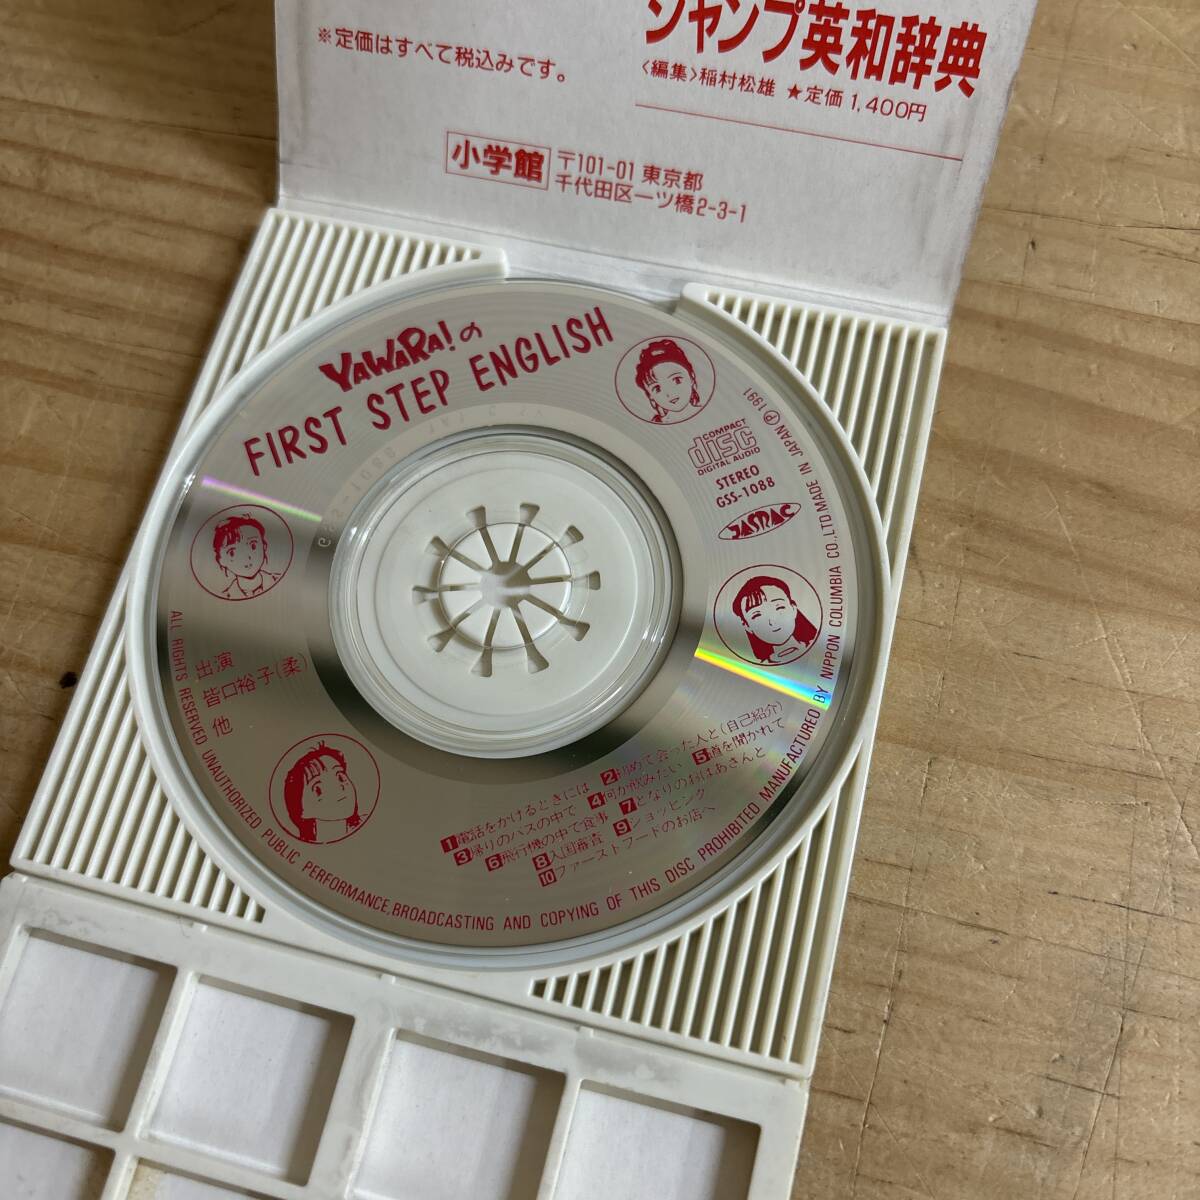 ジャンプ英和辞典
〈編集〉稲村松雄 ★定価1,400円
※定価はすべて税込みです。
小学館
〒101-01 東京都
千代田区一ツ橋2-3-1
YAWARA!の
FIRST STEP ENGLISH
COMPACT
disc
DIGITAL AUDIO
STEREO
GSS-1088
JASRAC
出演
皆口裕子(柔)
他
1 電話をかけるときには 2 初めて会った人と(自己紹介)
3 帰りのバスの中で 4 何か飲みたい 5 道を聞かれて
6 飛行機の中で食事 7 となりのおばあさんと
8 入国審査 9 ショッピング
10 ファーストフードのお店へ
ALL RIGHTS RESERVED UNAUTHORIZED PUBLIC PERFORMANCE,BROADCASTING AND COPYING OF THIS DISC PROHIBITED MANUFACTURED BY NIPPON COLUMBIA CO.,LTD.MADE IN JAPAN Ⓟ 1991